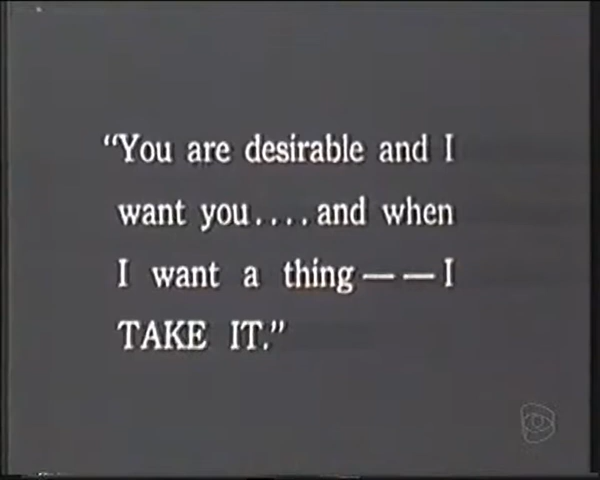 “You are desirable and I
want you....and when
I want a thing — — I
TAKE IT.”